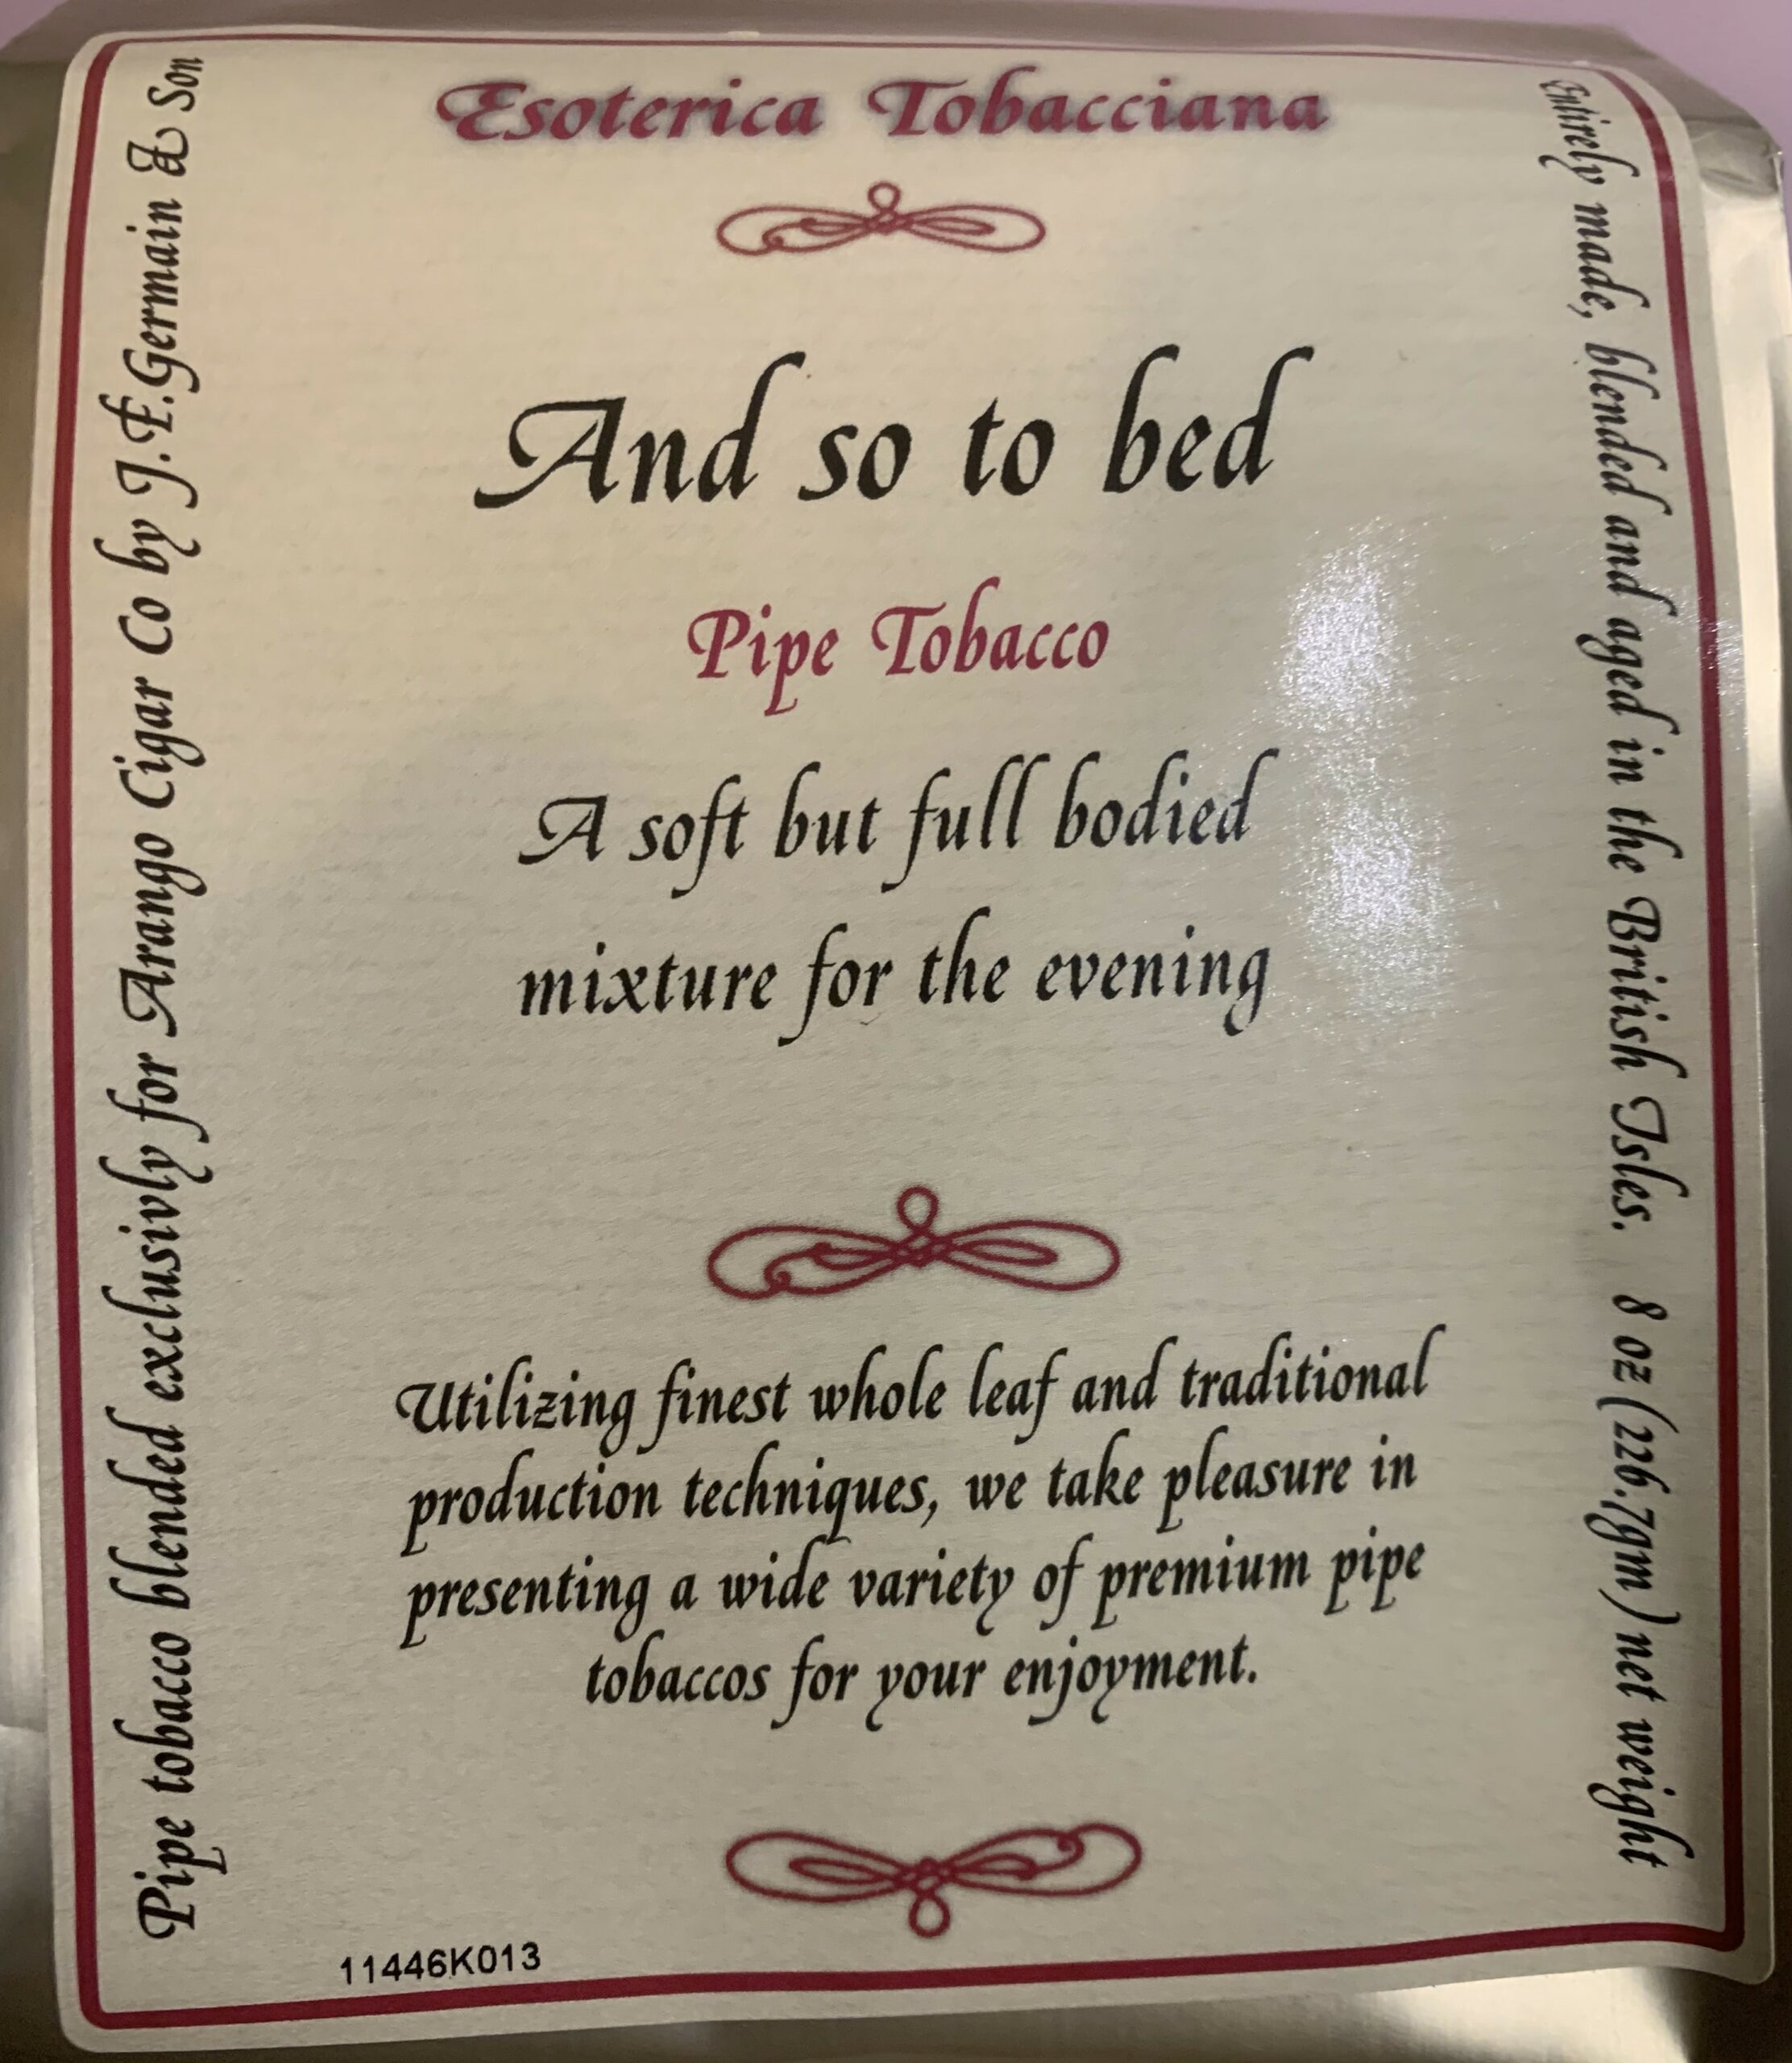 Esoterica Tobacciana
And so to bed
Pipe Tobacco
A soft but full bodied
mixture for the evening
Utilizing finest whole leaf and traditional
production techniques, we take pleasure in
presenting a wide variety of premium pipe
tobaccos for your enjoyment.
11446K013
Pipe tobacco blended exclusivly for Arango Cigar Co by J.E.Germain & Son
Entirely made, blended and aged in the British Isles. 8 oz (226.7gm) net weight